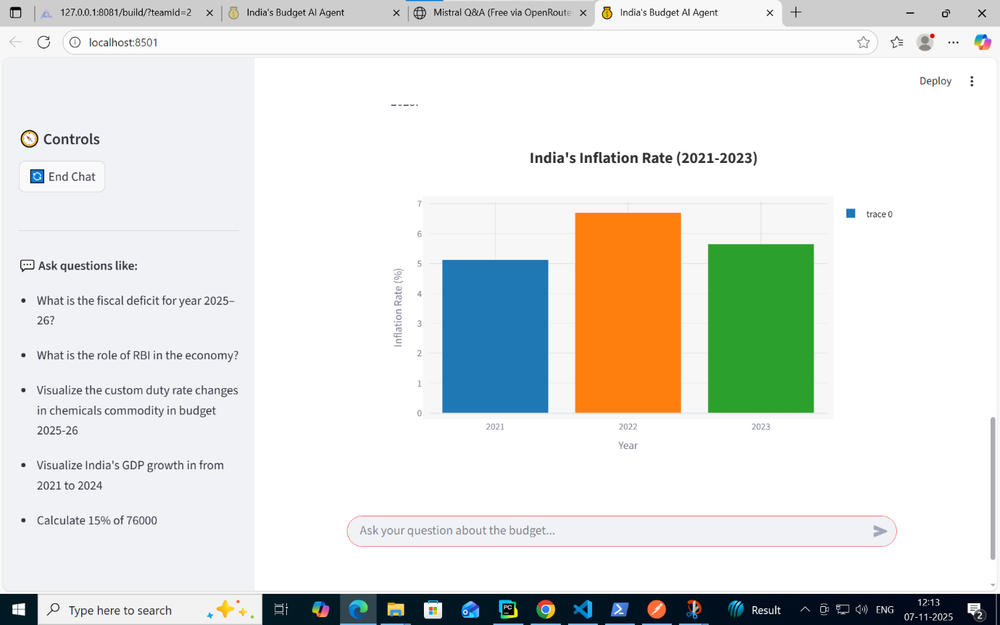 127.0.0.1:8081/build/?teamId=2
India's Budget AI Agent
Mistral Q&A (Free via OpenRoute
India's Budget AI Agent
localhost:8501
Deploy
Controls
End Chat
Ask questions like:
• What is the fiscal deficit for year 2025–
26?
• What is the role of RBI in the economy?
• Visualize the custom duty rate changes
in chemicals commodity in budget
2025-26
• Visualize India's GDP growth in from
2021 to 2024
• Calculate 15% of 76000
India's Inflation Rate (2021-2023)
trace 0
Inflation Rate (%)
7
6
5
4
3
2
1
0
2021 2022 2023
Year
Ask your question about the budget...
Type here to search
PC
Result
ENG
12:13
07-11-2025
2